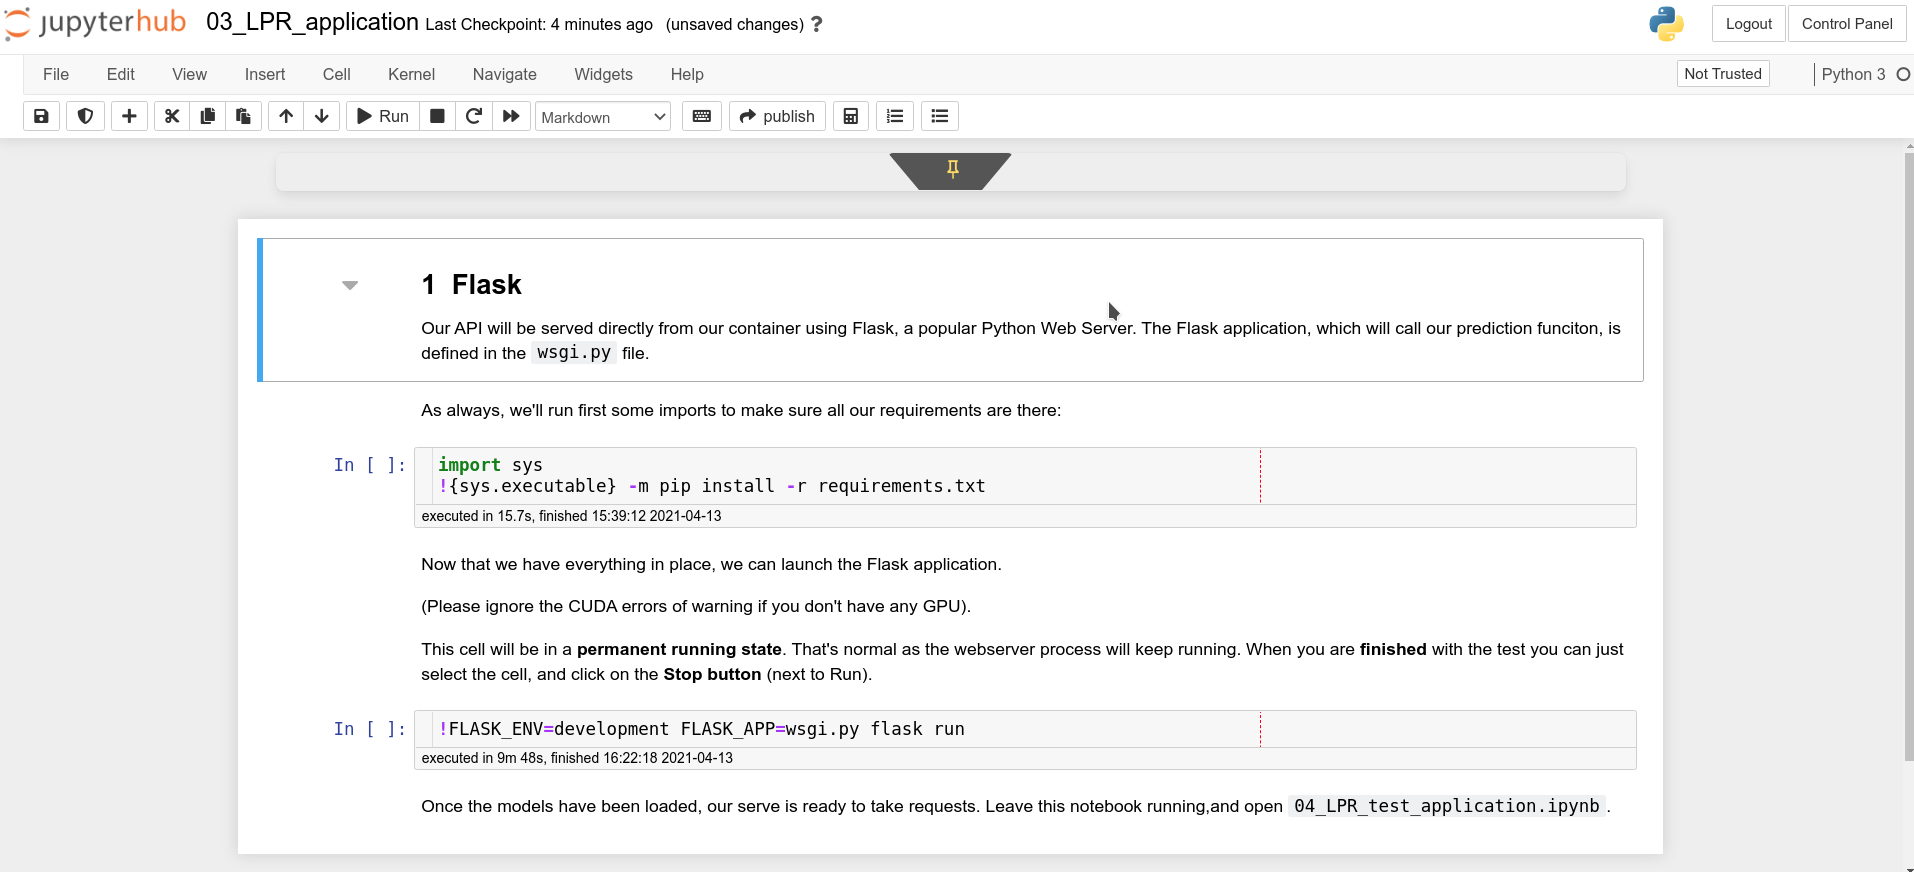 jupyterhub 03_LPR_application Last Checkpoint: 4 minutes ago (unsaved changes) Logout Control Panel
File Edit View Insert Cell Kernel Navigate Widgets Help Not Trusted Python 3
Run Markdown publish
1 Flask
Our API will be served directly from our container using Flask, a popular Python Web Server. The Flask application, which will call our prediction funciton, is
defined in the wsgi.py file.
As always, we'll run first some imports to make sure all our requirements are there:
In [ ]: import sys
!{sys.executable} -m pip install -r requirements.txt
executed in 15.7s, finished 15:39:12 2021-04-13
Now that we have everything in place, we can launch the Flask application.
(Please ignore the CUDA errors of warning if you don't have any GPU).
This cell will be in a permanent running state. That's normal as the webserver process will keep running. When you are finished with the test you can just
select the cell, and click on the Stop button (next to Run).
In [ ]: !FLASK_ENV=development FLASK_APP=wsgi.py flask run
executed in 9m 48s, finished 16:22:18 2021-04-13
Once the models have been loaded, our serve is ready to take requests. Leave this notebook running,and open 04_LPR_test_application.ipynb .